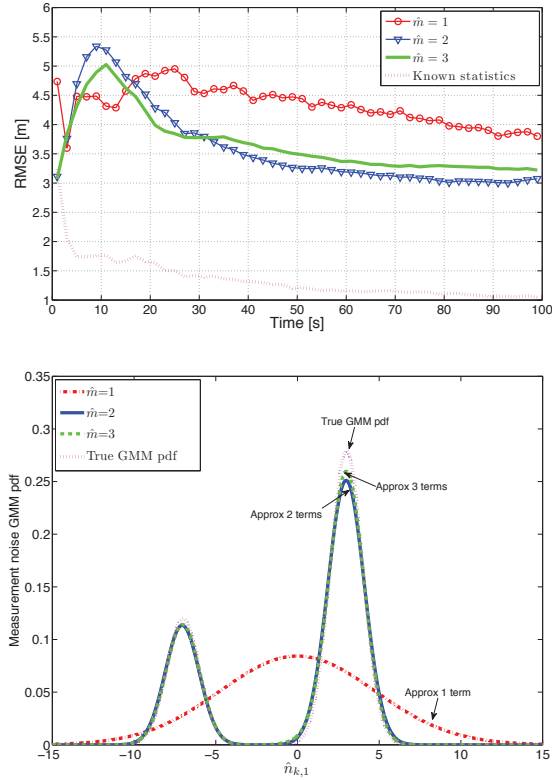 6
5.5
5
4.5
4
3.5
3
2.5
2
1.5
1
RMSE [m]
0 10 20 30 40 50 60 70 80 90 100
Time [s]
m̂ = 1
m̂ = 2
m̂ = 3
Known statistics
0.35
0.3
0.25
0.2
0.15
0.1
0.05
0
Measurement noise GMM pdf
m̂=1
m̂=2
m̂=3
True GMM pdf
True GMM pdf
Approx 3 terms
Approx 2 terms
Approx 1 term
−15 −10 −5 0 5 10 15
n̂k,1